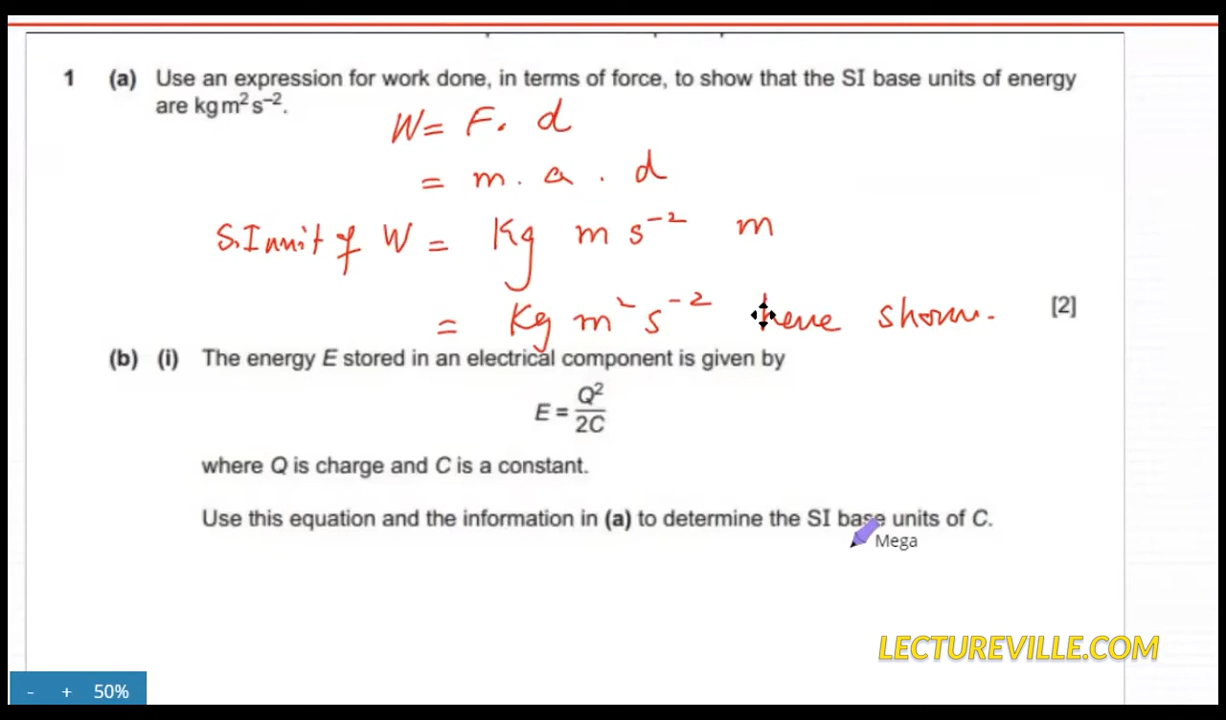 1 (a) Use an expression for work done, in terms of force, to show that the SI base units of energy
are kg m² s⁻².
W = F. d
= m . a . d
S.I unit of W = Kg m s⁻² m
= Kg m² s⁻² hence shown. [2]
(b) (i) The energy E stored in an electrical component is given by
E = Q²/2C
where Q is charge and C is a constant.
Use this equation and the information in (a) to determine the SI base units of C.
Mega
LECTUREVILLE.COM
- + 50%